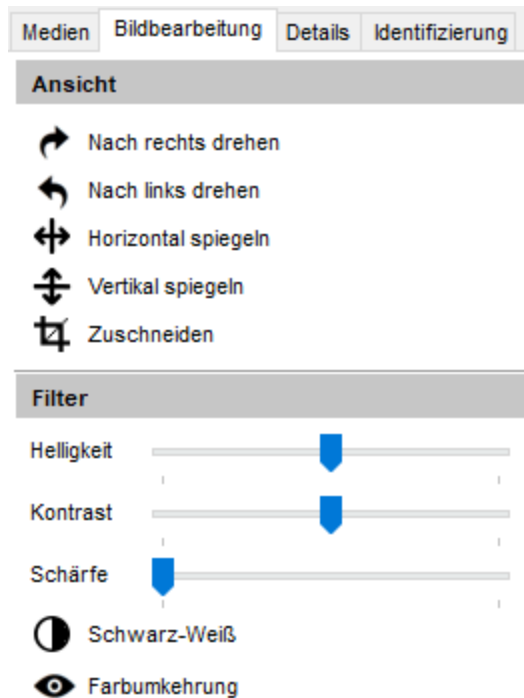 Medien Bildbearbeitung Details Identifizierung
Ansicht
Nach rechts drehen
Nach links drehen
Horizontal spiegeln
Vertikal spiegeln
Zuschneiden
Filter
Helligkeit
Kontrast
Schärfe
Schwarz-Weiß
Farbumkehrung